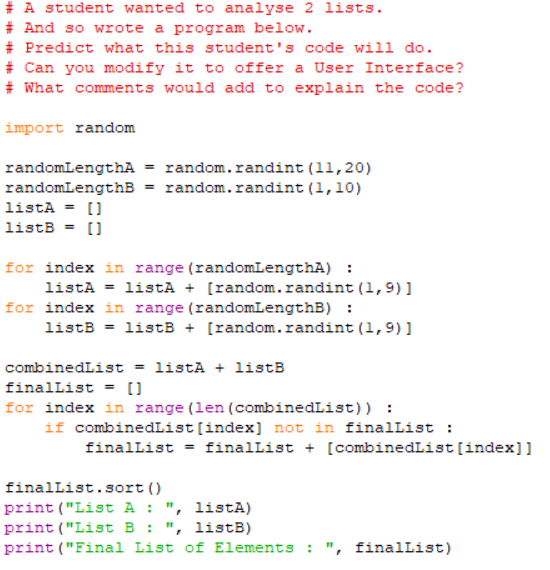 # A student wanted to analyse 2 lists.
# And so wrote a program below.
# Predict what this student's code will do.
# Can you modify it to offer a User Interface?
# What comments would add to explain the code?

import random

randomLengthA = random.randint(11,20)
randomLengthB = random.randint(1,10)
listA = []
listB = []

for index in range(randomLengthA) :
    listA = listA + [random.randint(1,9)]
for index in range(randomLengthB) :
    listB = listB + [random.randint(1,9)]

combinedList = listA + listB
finalList = []
for index in range(len(combinedList)) :
    if combinedList[index] not in finalList :
        finalList = finalList + [combinedList[index]]

finalList.sort()
print("List A : ", listA)
print("List B : ", listB)
print("Final List of Elements : ", finalList)